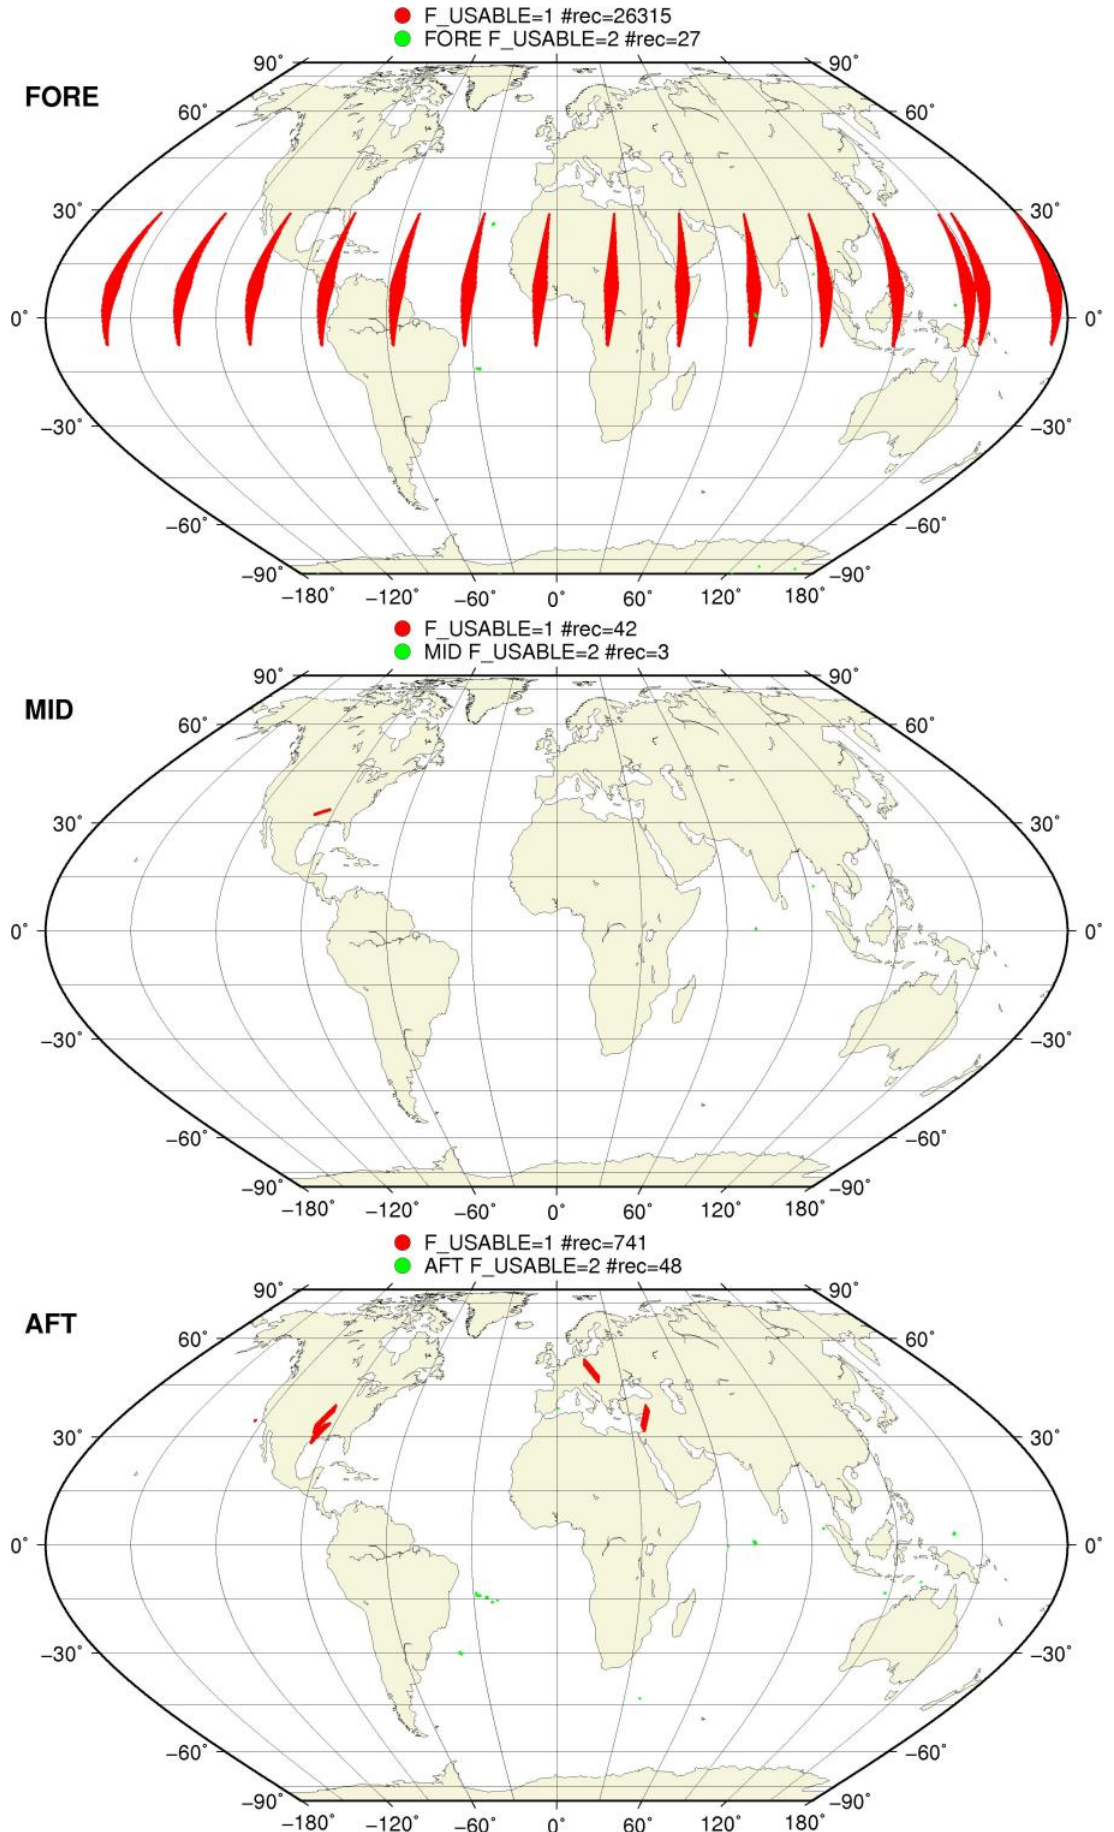 F_USABLE=1 #rec=26315
FORE F_USABLE=2 #rec=27
90° 90°
FORE
60° 60°
30° 30°
0° 0°
−30° −30°
−60° −60°
−90° −90°
−180° −120° −60° 0° 60° 120° 180°
F_USABLE=1 #rec=42
MID F_USABLE=2 #rec=3
90° 90°
MID
60° 60°
30° 30°
0° 0°
−30° −30°
−60° −60°
−90° −90°
−180° −120° −60° 0° 60° 120° 180°
F_USABLE=1 #rec=741
AFT F_USABLE=2 #rec=48
90° 90°
AFT
60° 60°
30° 30°
0° 0°
−30° −30°
−60° −60°
−90° −90°
−180° −120° −60° 0° 60° 120° 180°